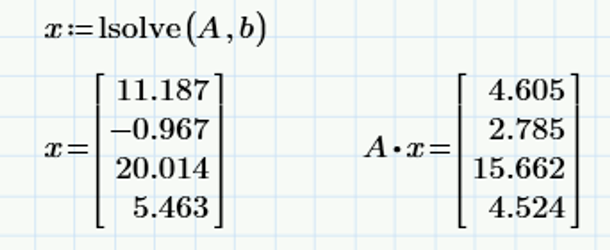 x:=lsolve(A,b)
x=[11.187 −0.967 20.014 5.463]
A·x=[4.605 2.785 15.662 4.524]